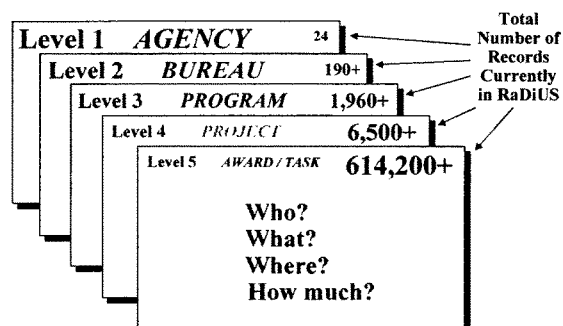 Level 1 AGENCY 24
Level 2 BUREAU 190+
Level 3 PROGRAM 1,960+
Level 4 PROJECT 6,500+
Level 5 AWARD / TASK 614,200+
Who?
What?
Where?
How much?
Total
Number of
Records
Currently
in RaDiUS